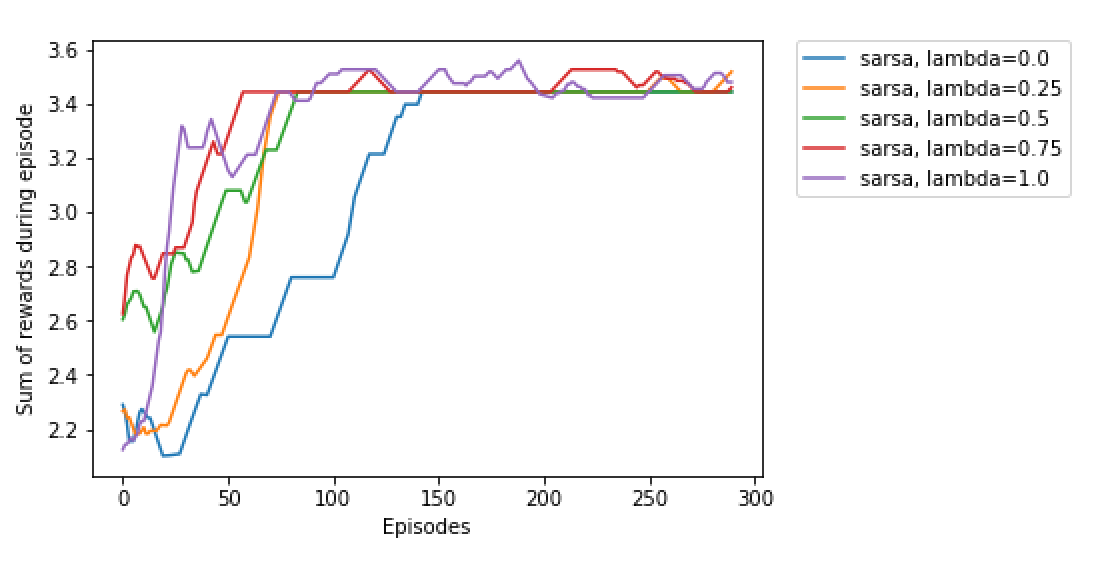 3.6
3.4
3.2
3.0
2.8
2.6
2.4
2.2
Sum of rewards during episode
0 50 100 150 200 250 300
Episodes
sarsa, lambda=0.0
sarsa, lambda=0.25
sarsa, lambda=0.5
sarsa, lambda=0.75
sarsa, lambda=1.0